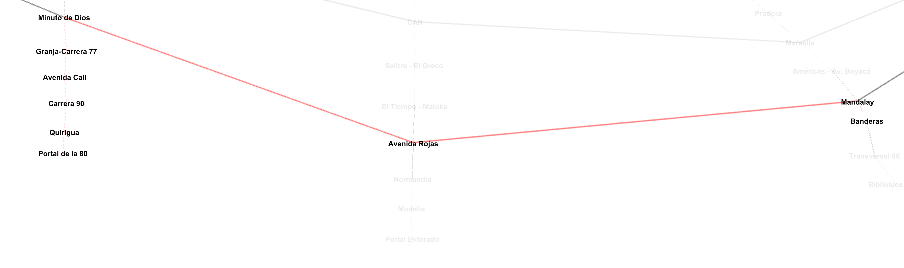 Minuto de Dios
Granja-Carrera 77
Avenida Cali
Carrera 90
Quirigua
Portal de la 80
CAN
Salitre - El Greco
El Tiempo - Maloka
Avenida Rojas
Normandía
Modelia
Portal Eldorado
Pradera
Marsella
Américas - Av. Boyacá
Mandalay
Banderas
Transversal 86
Biblioteca